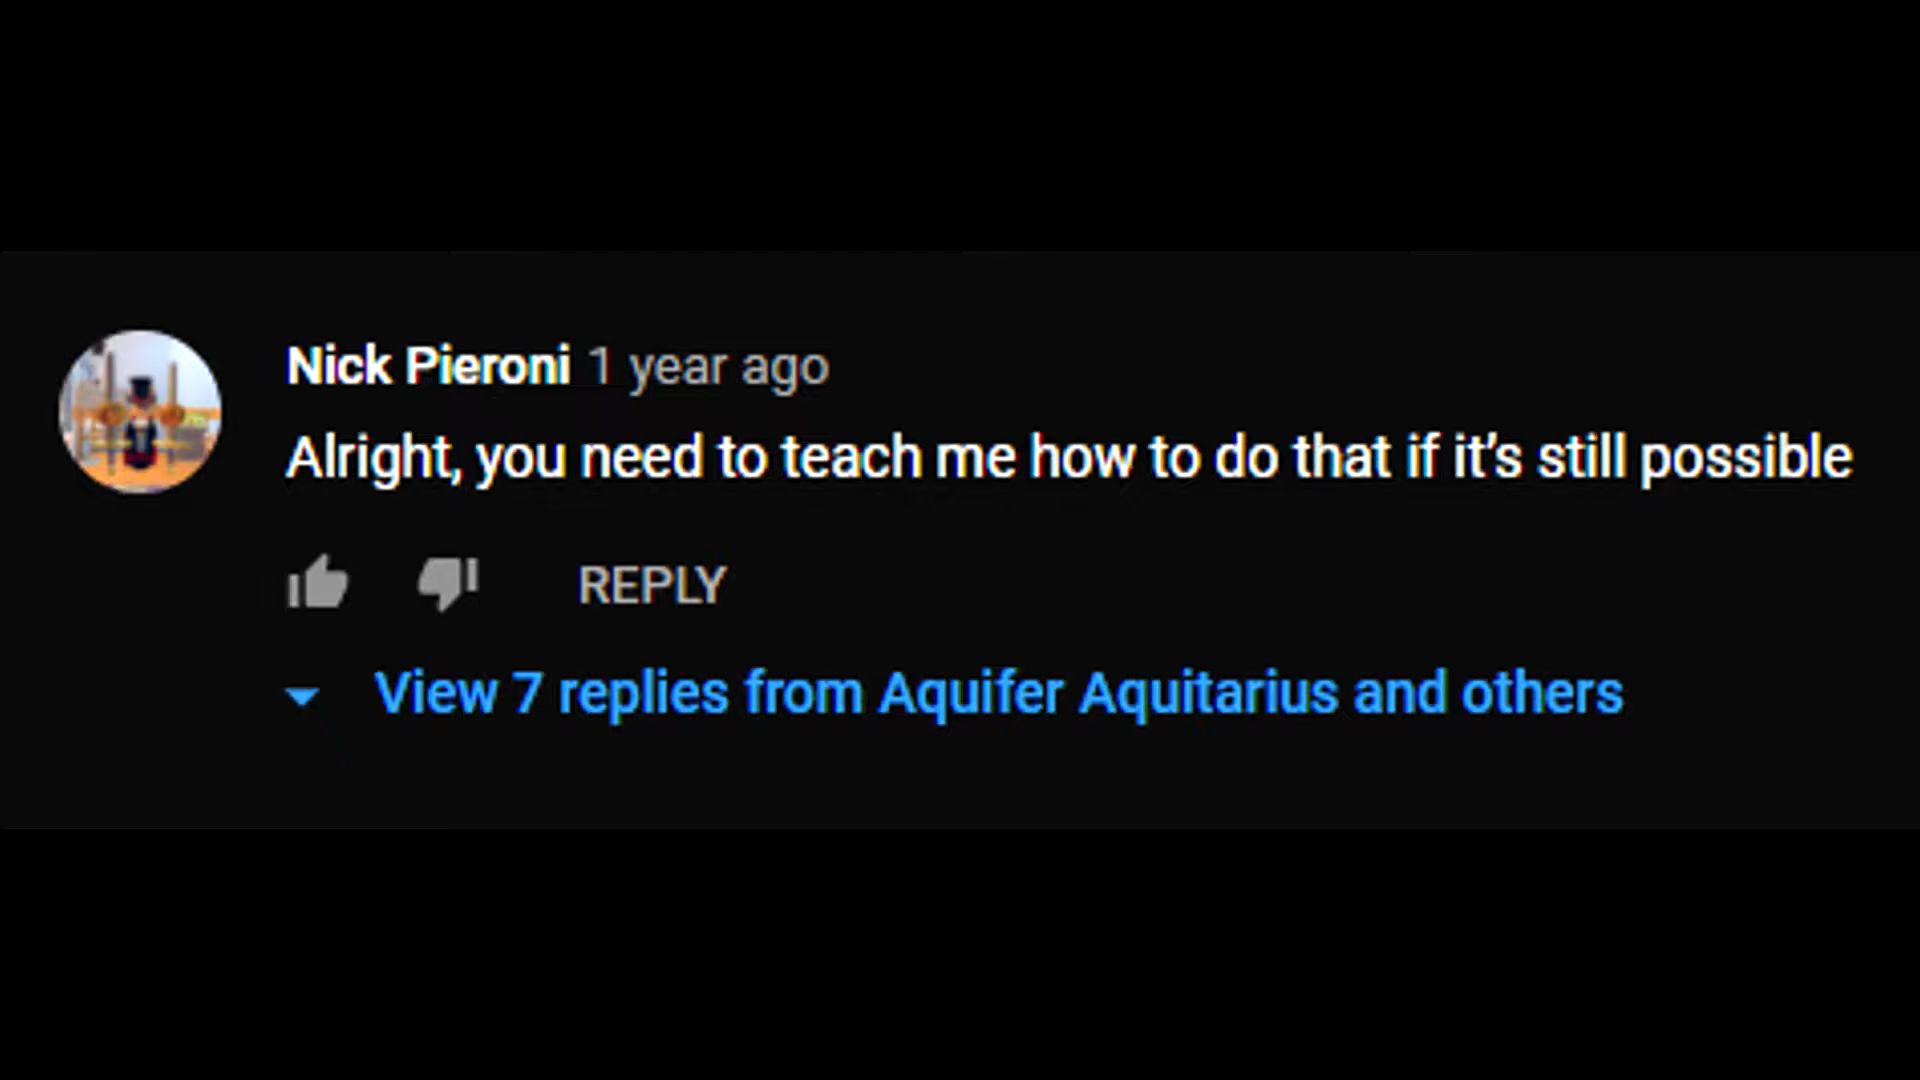 Nick Pieroni 1 year ago
Alright, you need to teach me how to do that if it’s still possible
REPLY
View 7 replies from Aquifer Aquitarius and others